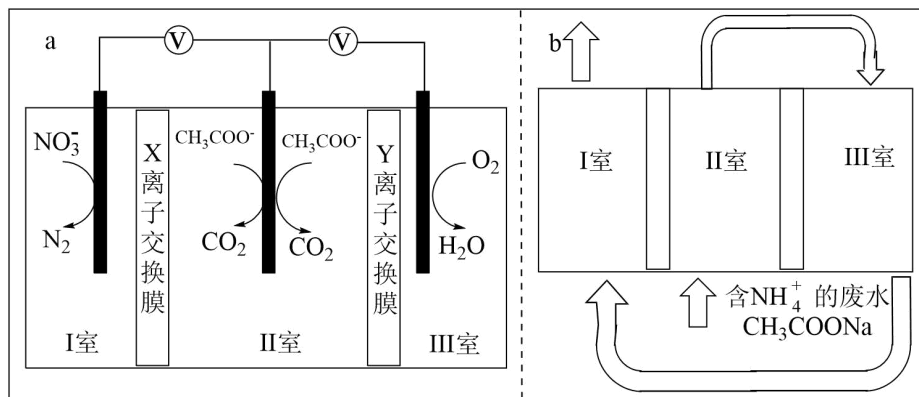 a
V
V
NO₃⁻
N₂
X离子交换膜
CH₃COO⁻
CH₃COO⁻
CO₂
CO₂
Y离子交换膜
O₂
H₂O
I室
II室
III室
b
I室
II室
III室
含NH₄⁺的废水
CH₃COONa